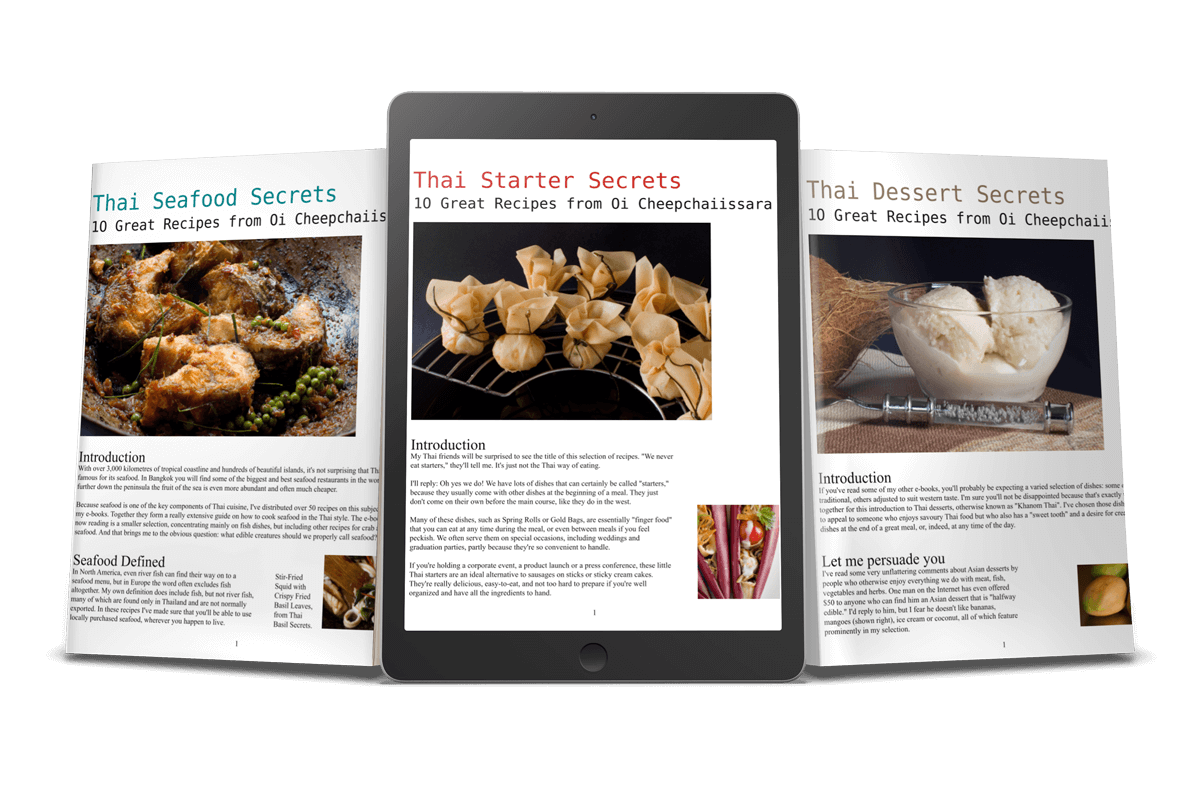 Thai Seafood Secrets
10 Great Recipes from Oi Cheepchaiis
Introduction
With over 3,000 kilometres of tropical coastline and hundreds of beautiful islands, it's not surprising that Th
famous for its seafood. In Bangkok you will find some of the biggest and best seafood restaurants in the wor
further down the peninsula the fruit of the sea is even more abundant and often much cheaper.
Because seafood is one of the key components of Thai cuisine, I've distributed over 50 recipes on this subjec
my e-books. Together they form a really extensive guide on how to cook seafood in the Thai style. The e-boo
now reading is a smaller selection, concentrating mainly on fish dishes, but including other recipes for crab a
seafood. And that brings me to the obvious question: what edible creatures should we properly call seafood?
Seafood Defined
In North America, even river fish can find their way on to a
seafood menu, but in Europe the word often excludes fish
altogether. My own definition does include fish, but not river fish,
many of which are found only in Thailand and are not normally
exported. In these recipes I've made sure that you'll be able to use
locally purchased seafood, wherever you happen to live.
Stir-Fried
Squid with
Crispy Fried
Basil Leaves,
from Thai
Basil Secrets.
1
Thai Starter Secrets
10 Great Recipes from Oi Cheepchaiissara
Introduction
My Thai friends will be surprised to see the title of this selection of recipes. "We never
eat starters," they'll tell me. It's just not the Thai way of eating.
I'll reply: Oh yes we do! We have lots of dishes that can certainly be called "starters,"
because they usually come with other dishes at the beginning of a meal. They just
don't come on their own before the main course, like they do in the west.
Many of these dishes, such as Spring Rolls or Gold Bags, are essentially "finger food"
that you can eat at any time during the meal, or even between meals if you feel
peckish. We often serve them on special occasions, including weddings and
graduation parties, partly because they're so convenient to handle.
If you're holding a corporate event, a product launch or a press conference, these little
Thai starters are an ideal alternative to sausages on sticks or sticky cream cakes.
They're really delicious, easy-to-eat, and not too hard to prepare if you're well
organized and have all the ingredients to hand.
1
Thai Dessert Secrets
10 Great Recipes from Oi Cheepchaiis
Introduction
If you've read some of my other e-books, you'll probably be expecting a varied selection of dishes: some
traditional, others adjusted to suit western taste. I'm sure you'll not be disappointed because that's exactly
together for this introduction to Thai desserts, otherwise known as "Khanom Thai". I've chosen those dish
to appeal to someone who enjoys savoury Thai food but who also has a "sweet tooth" and a desire for crea
dishes at the end of a great meal, or, indeed, at any time of the day.
Let me persuade you
I've read some very unflattering comments about Asian desserts by
people who otherwise enjoy everything we do with meat, fish,
vegetables and herbs. One man on the Internet has even offered
$50 to anyone who can find him an Asian dessert that is "halfway
edible." I'd reply to him, but I fear he doesn't like bananas,
mangoes (shown right), ice cream or coconut, all of which feature
prominently in my selection.
1